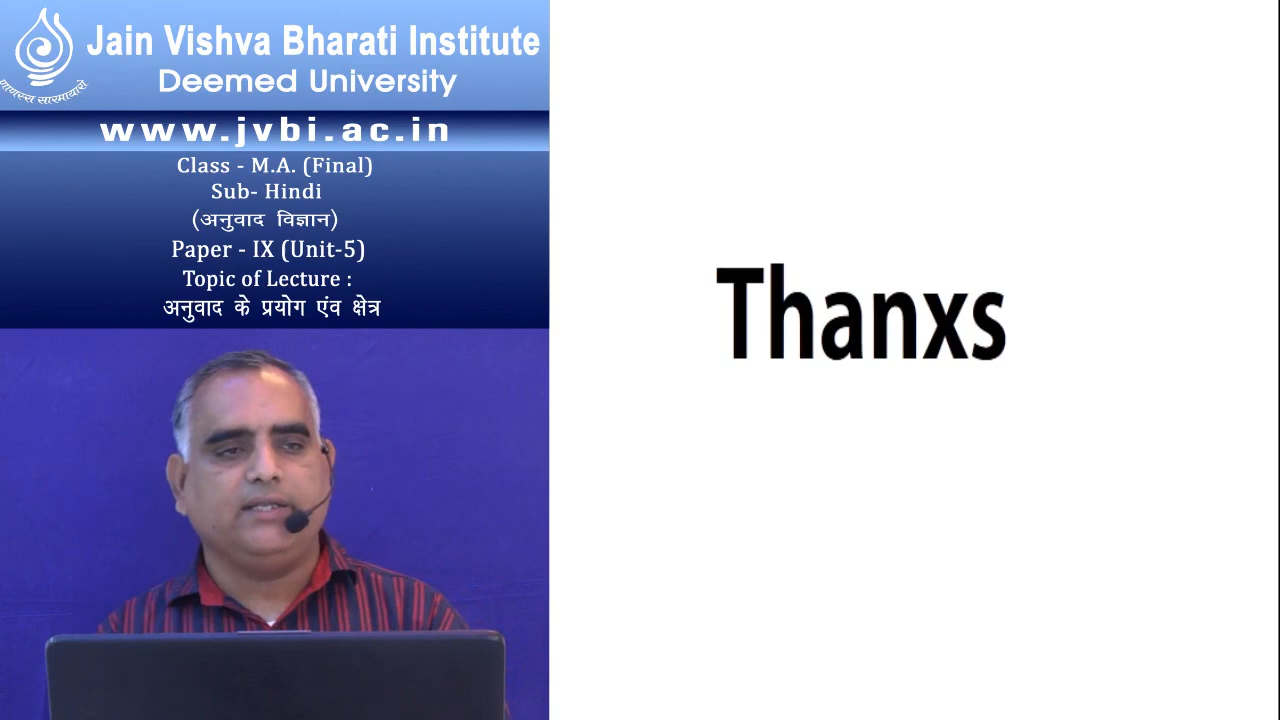 Jain Vishva Bharati Institute
Deemed University
www.jvbi.ac.in
Class - M.A. (Final)
Sub- Hindi
(अनुवाद विज्ञान)
Paper - IX (Unit-5)
Topic of Lecture :
अनुवाद के प्रयोग एंव क्षेत्र
Thanxs